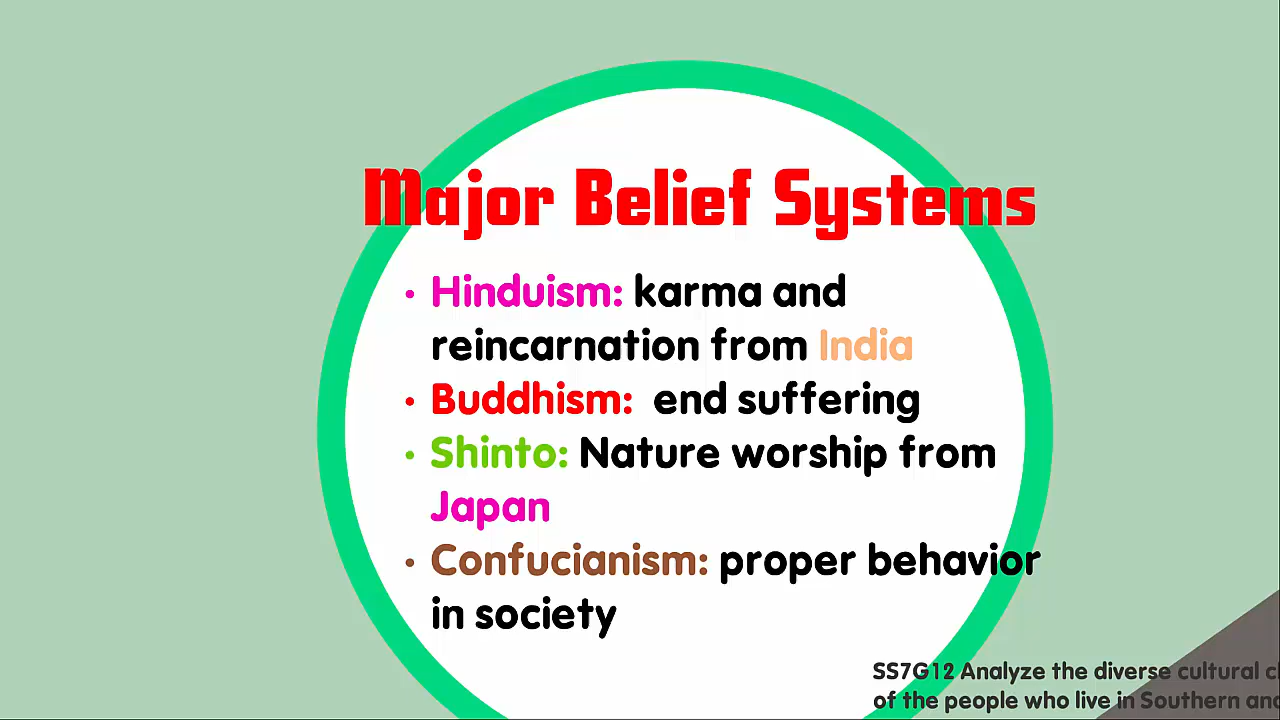 Major Belief Systems
• Hinduism: karma and
reincarnation from India
• Buddhism: end suffering
• Shinto: Nature worship from
Japan
• Confucianism: proper behavior
in society
SS7G12 Analyze the diverse cultural
of the people who live in Southern